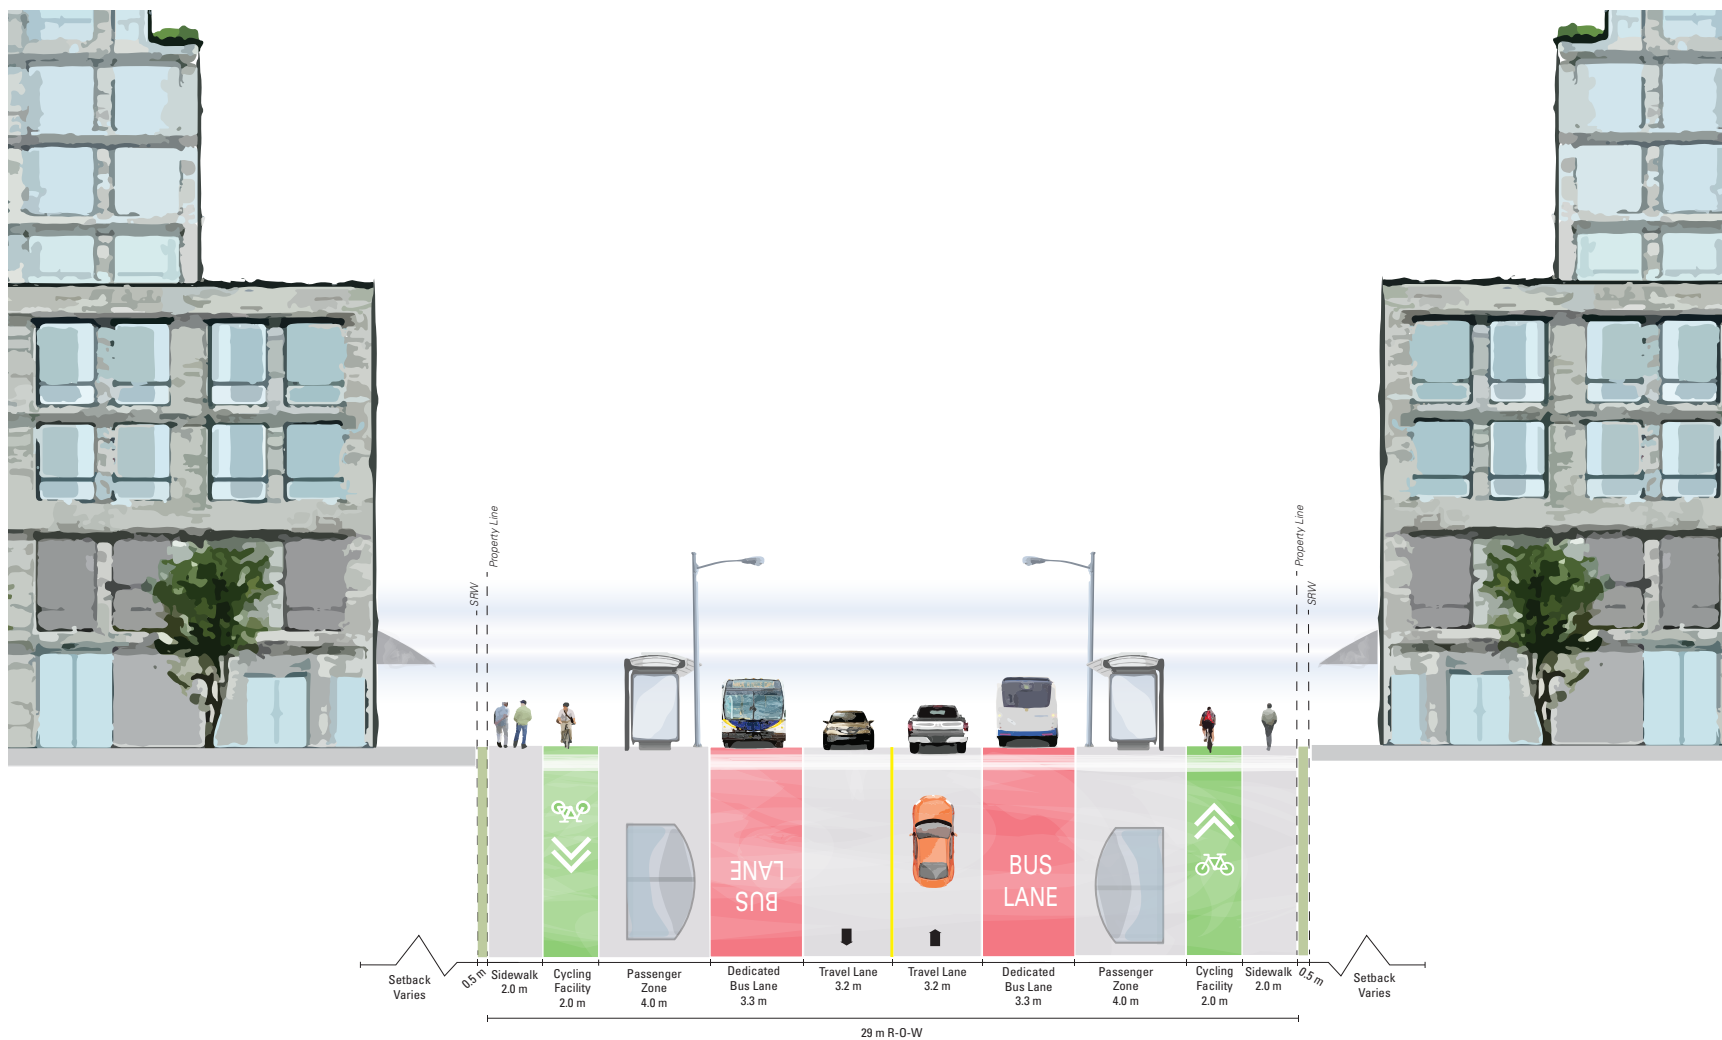 Property Line
SRW
Property Line
SRW
BUS
LANE
BUS
LANE
Setback
Varies
0.5 m
Sidewalk
2.0 m
Cycling
Facility
2.0 m
Passenger
Zone
4.0 m
Dedicated
Bus Lane
3.3 m
Travel Lane
3.2 m
Travel Lane
3.2 m
Dedicated
Bus Lane
3.3 m
Passenger
Zone
4.0 m
Cycling
Facility
2.0 m
Sidewalk
2.0 m
0.5 m
Setback
Varies
29 m R-O-W